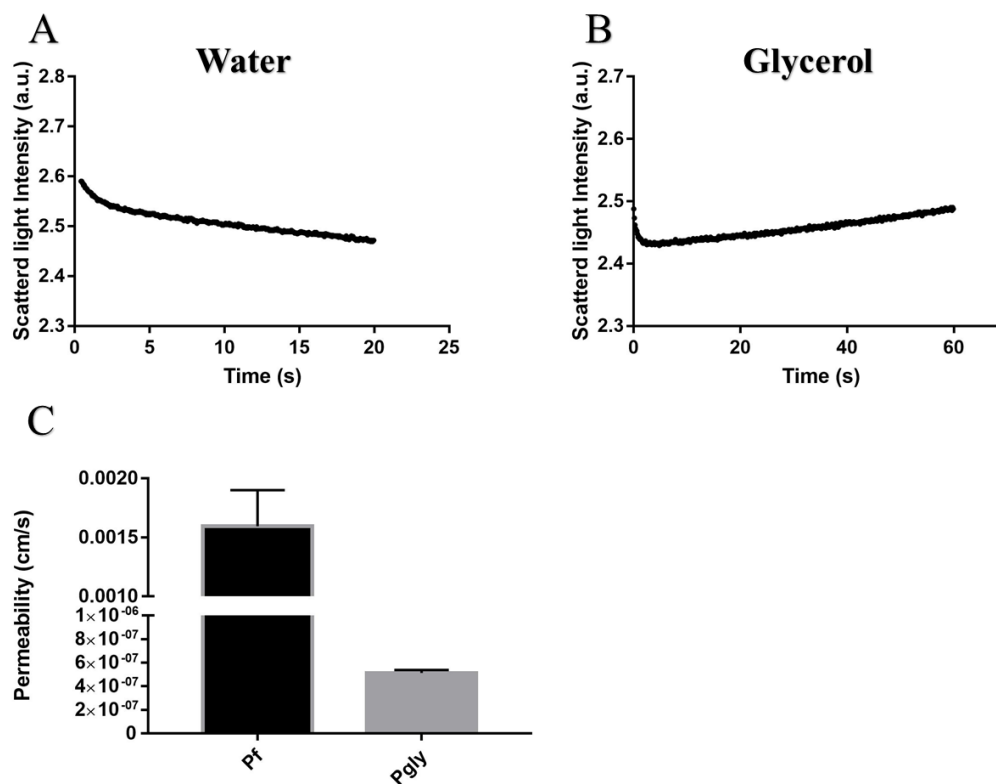 A
Water
Scatterd light Intensity (a.u.)
2.8
2.7
2.6
2.5
2.4
2.3
0 5 10 15 20 25
Time (s)
B
Glycerol
Scatterd light Intensity (a.u.)
2.7
2.6
2.5
2.4
2.3
0 20 40 60
Time (s)
C
Permeability (cm/s)
0.0020
0.0015
0.0010
1×10⁻⁰⁶
8×10⁻⁰⁷
6×10⁻⁰⁷
4×10⁻⁰⁷
2×10⁻⁰⁷
0
Pf
Pgly